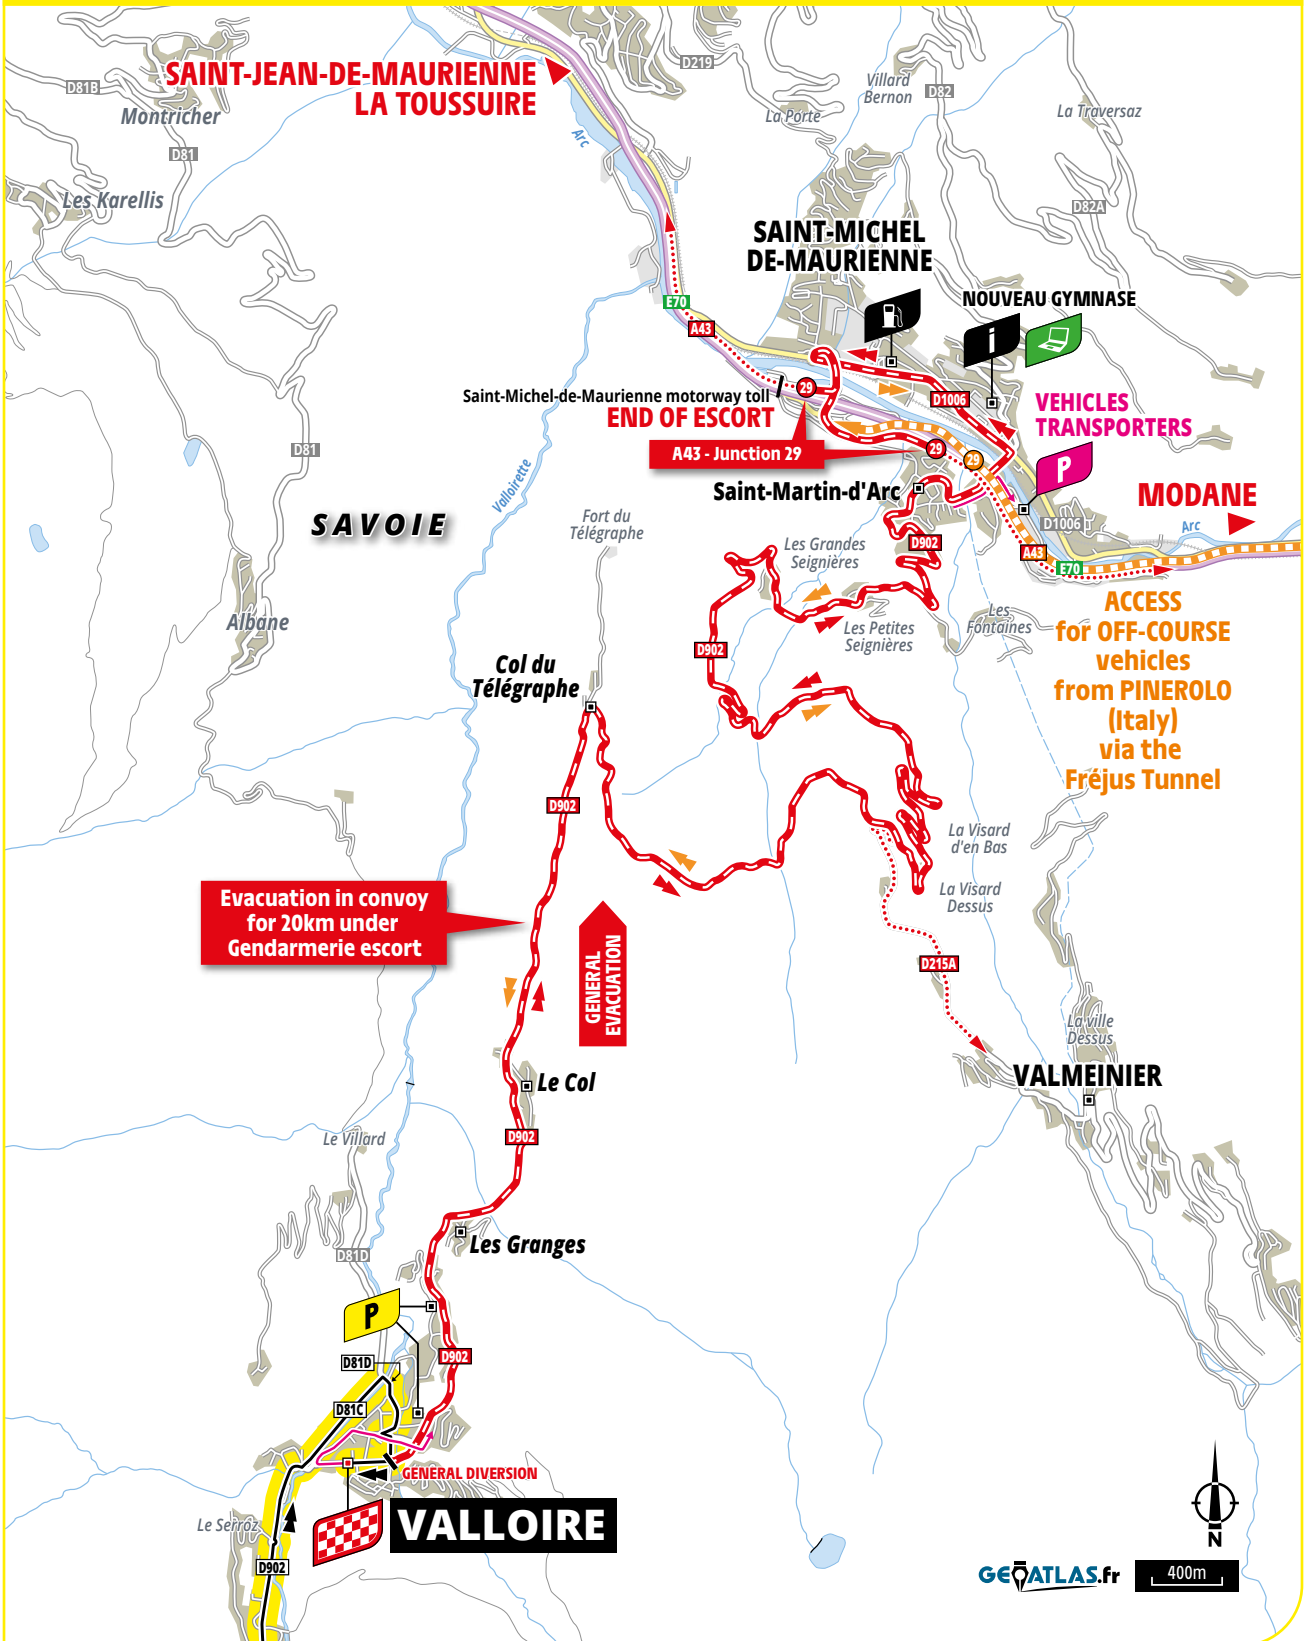 SAINT-JEAN-DE-MAURIENNE
LA TOUSSUIRE
D81B
Montricher
D81
Les Karellis
Arc
D219
La Porte
Villard
Bernon
D82
La Traversaz
D82A
SAINT-MICHEL
DE-MAURIENNE
NOUVEAU GYMNASE
i
E70
A43
Saint-Michel-de-Maurienne motorway toll
29
END OF ESCORT
A43 - Junction 29
D1006
VEHICLES
TRANSPORTERS
P
29
29
Saint-Martin-d'Arc
MODANE
Arc
D1006
A43
E70
D81
SAVOIE
Valloirette
Fort du
Télégraphe
Les Grandes
Seignières
D902
Les Petites
Seignières
Les
Fontaines
ACCESS
for OFF-COURSE
vehicles
from PINEROLO
(Italy)
via the
Fréjus Tunnel
Albane
D902
Col du
Télégraphe
D902
La Visard
d'en Bas
La Visard
Dessus
Evacuation in convoy
for 20km under
Gendarmerie escort
GENERAL
EVACUATION
D215A
La ville
Dessus
VALMEINIER
Le Col
D902
Le Villard
Les Granges
D81D
P
D902
D81D
D81C
GENERAL DIVERSION
VALLOIRE
Le Serroz
D902
N
GEOATLAS.fr
400m